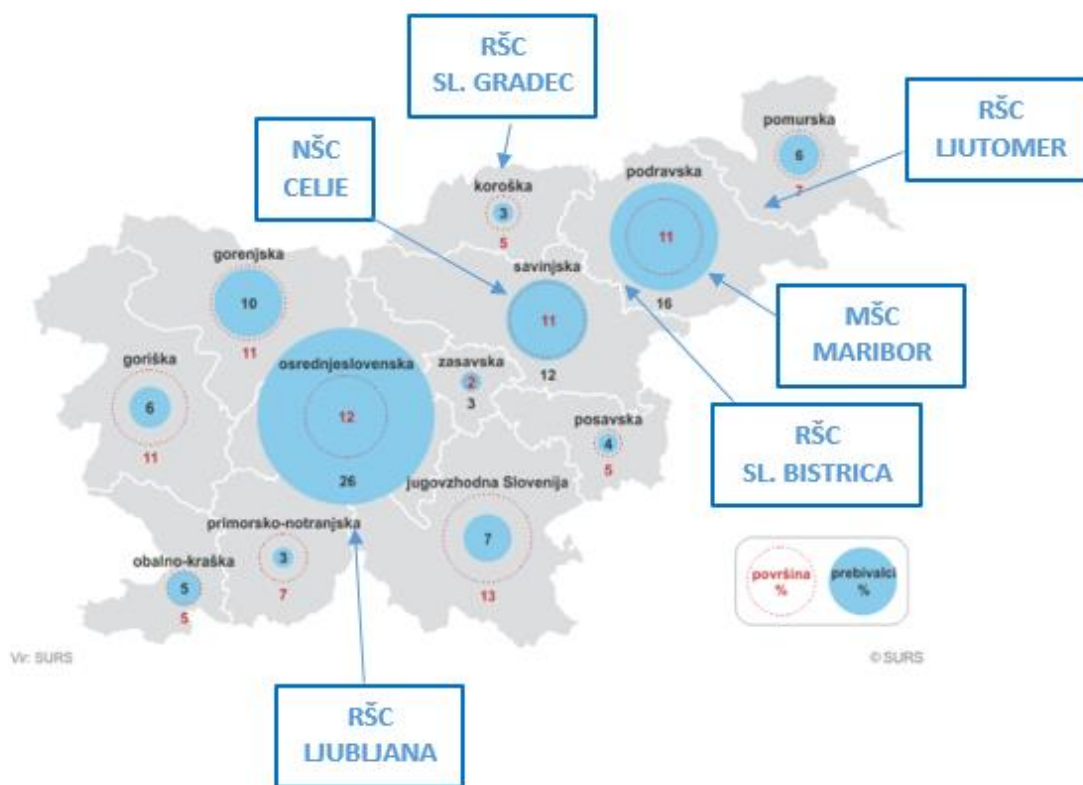 RŠC
SL. GRADEC
NŠC
CELJE
RŠC
LJUTOMER
pomurska
6
7
podravska
11
16
koroška
3
5
savinjska
11
12
gorenjska
10
11
MŠC
MARIBOR
goriška
6
11
osrednjeslovenska
12
26
zasavska
2
3
posavska
4
5
RŠC
SL. BISTRICA
jugovzhodna Slovenija
7
13
primorsko-notranjska
3
7
obalno-kraška
5
5
površina
%
prebivalci
%
Vir: SURS
© SURS
RŠC
LJUBLJANA